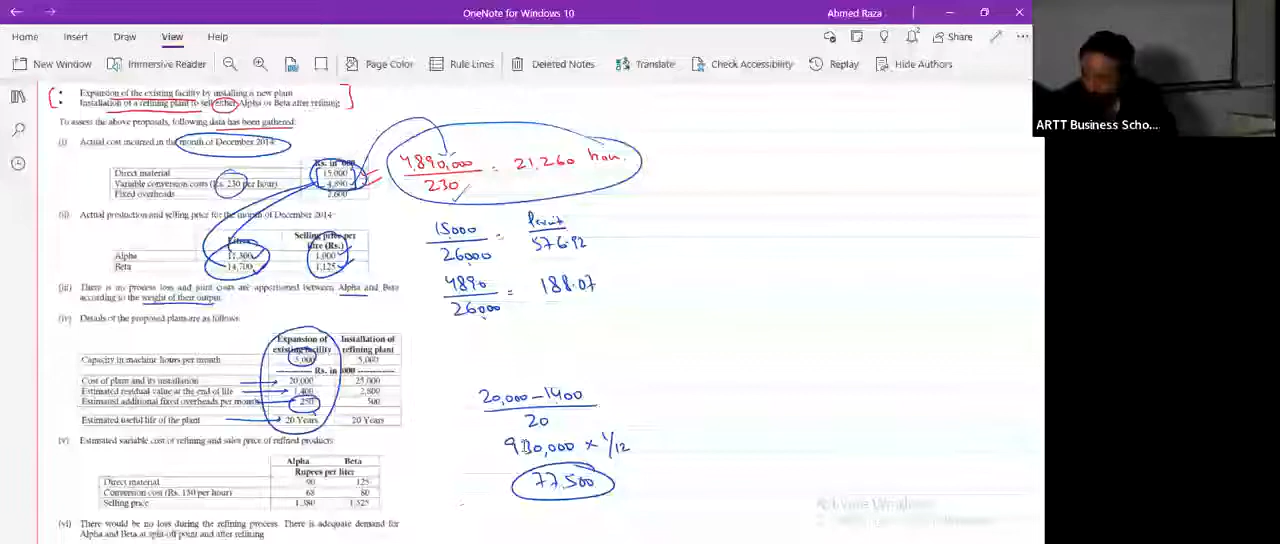 OneNote for Windows 10
Ahmed Raza
Home Insert Draw View Help
Share
New Window Immersive Reader Page Color Rule Lines Deleted Notes Translate Check Accessibility Replay Hide Authors
Expansion of the existing facility by installing a new plant
Installation of a refining plant to sell either Alpha or Beta after refining
To assess the above proposals, following data has been gathered:
(i) Actual cost incurred in the month of December 2014:
Rs. in '000
Direct material 15,000
Variable conversion costs (Rs. 230 per hour) 4,890
Fixed overheads 2,600
4,890,000 / 230 = 21,260 hour.
(ii) Actual production and selling price for the month of December 2014:
Litres Selling price per litre (Rs.)
Alpha 11,300 1,000
Beta 14,700 1,125
15000 / 26000 = 576.92
4890 / 26000 = 188.07
(iii) There is no process loss and joint costs are apportioned between Alpha and Beta
according to the weight of their output.
(iv) Details of the proposed plants are as follows:
Expansion of existing facility Installation of refining plant
Capacity in machine hours per month 3,000 5,000
Rs. in '000
Cost of plant and its installation 20,000 25,000
Estimated residual value at the end of life 1,400 2,800
Estimated additional fixed overheads per month 250 500
Estimated useful life of the plant 20 Years 20 Years
20,000 – 1400
20
930,000 × 1/12
77,500
(v) Estimated variable cost of refining and sales price of refined products:
Alpha Beta
Rupees per liter
Direct material 90 125
Conversion cost (Rs. 150 per hour) 68 80
Selling price 1,380 1,525
(vi) There would be no loss during the refining process. There is adequate demand for
Alpha and Beta at split-off point and after refining
Activate Windows
ARTT Business Scho...